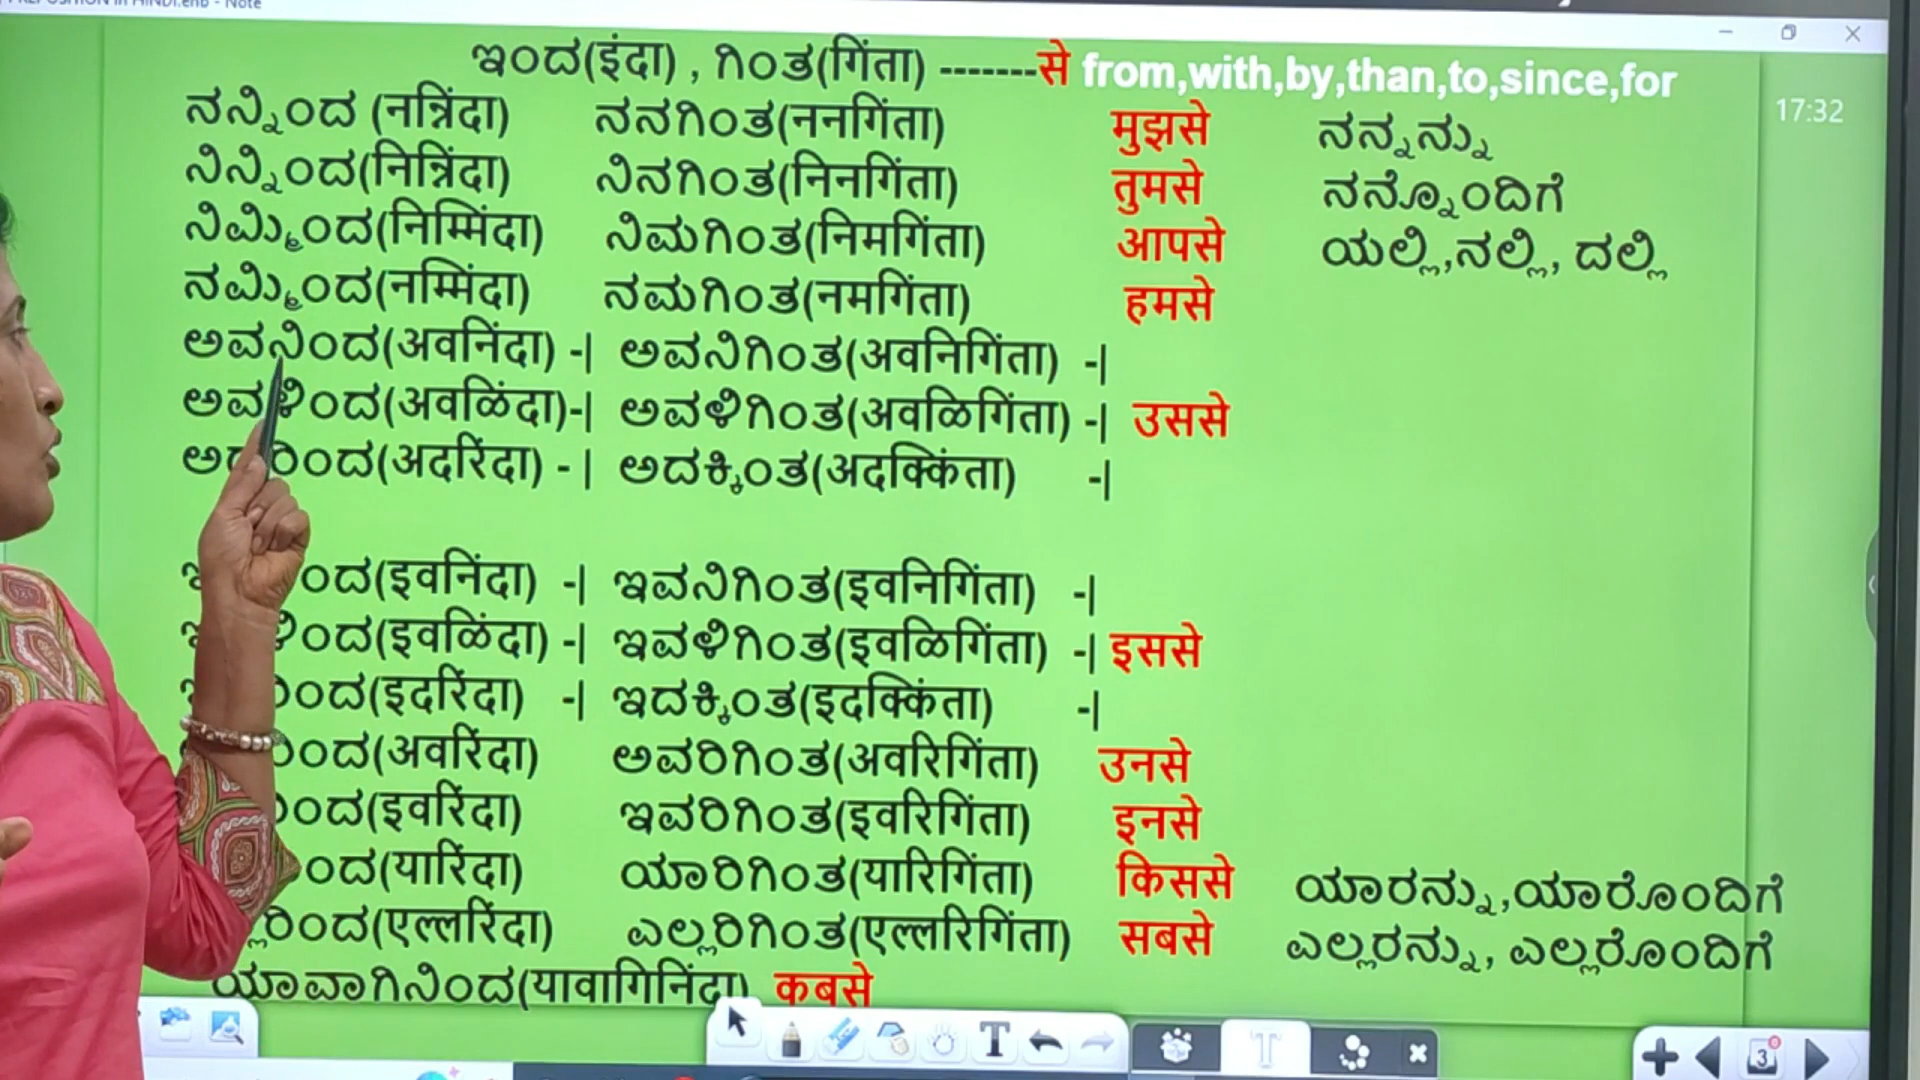 ಇಂದ(इंदा) , ಗಿಂತ(गिंता) -------से from,with,by,than,to,since,for
17:32
ನನ್ನಿಂದ (नन्निंदा) ನನಗಿಂತ(ननगिंता) मुझसे ನನ್ನನ್ನು
ನಿನ್ನಿಂದ(निन्निंदा) ನಿನಗಿಂತ(निनगिंता) तुमसे ನನ್ನೊಂದಿಗೆ
ನಿಮ್ಮಿಂದ(निम्मिंदा) ನಿಮಗಿಂತ(निमगिंता) आपसे ಯಲ್ಲಿ,ನಲ್ಲಿ, ದಲ್ಲಿ
ನಮ್ಮಿಂದ(नम्मिंदा) ನಮಗಿಂತ(नमगिंता) हमसे
ಅವನಿಂದ(अवनिंदा) -| ಅವನಿಗಿಂತ(अवनिगिंता) -|
ಅವಳಿಂದ(अवळिंदा)-| ಅವಳಿಗಿಂತ(अवळिगिंता) -| उससे
(अदरिंदा) - | ಅದಕ್ಕಿಂತ(अदक्किंता) -|
(इवनिंदा) -| ಇವನಿಗಿಂತ(इवनिगिंता) -|
(इवळिंदा) -| ಇವಳಿಗಿಂತ(इवळिगिंता) -| इससे
(इदरिंदा) -| ಇದಕ್ಕಿಂತ(इदक्किंता) -|
(अवरिंदा) ಅವರಿಗಿಂತ(अवरिगिंता) उनसे
(इवरिंदा) ಇವರಿಗಿಂತ(इवरिगिंता) इनसे
(यारिंदा) ಯಾರಿಗಿಂತ(यारिगिंता) किससे ಯಾರನ್ನು,ಯಾರೊಂದಿಗೆ
(एल्लरिंदा) ಎಲ್ಲರಿಗಿಂತ(एल्लरिगिंता) सबसे ಎಲ್ಲರನ್ನು, ಎಲ್ಲರೊಂದಿಗೆ
ಯಾವಾಗಿನಿಂದ(यावागिनिंदा) कबसे
T T 3